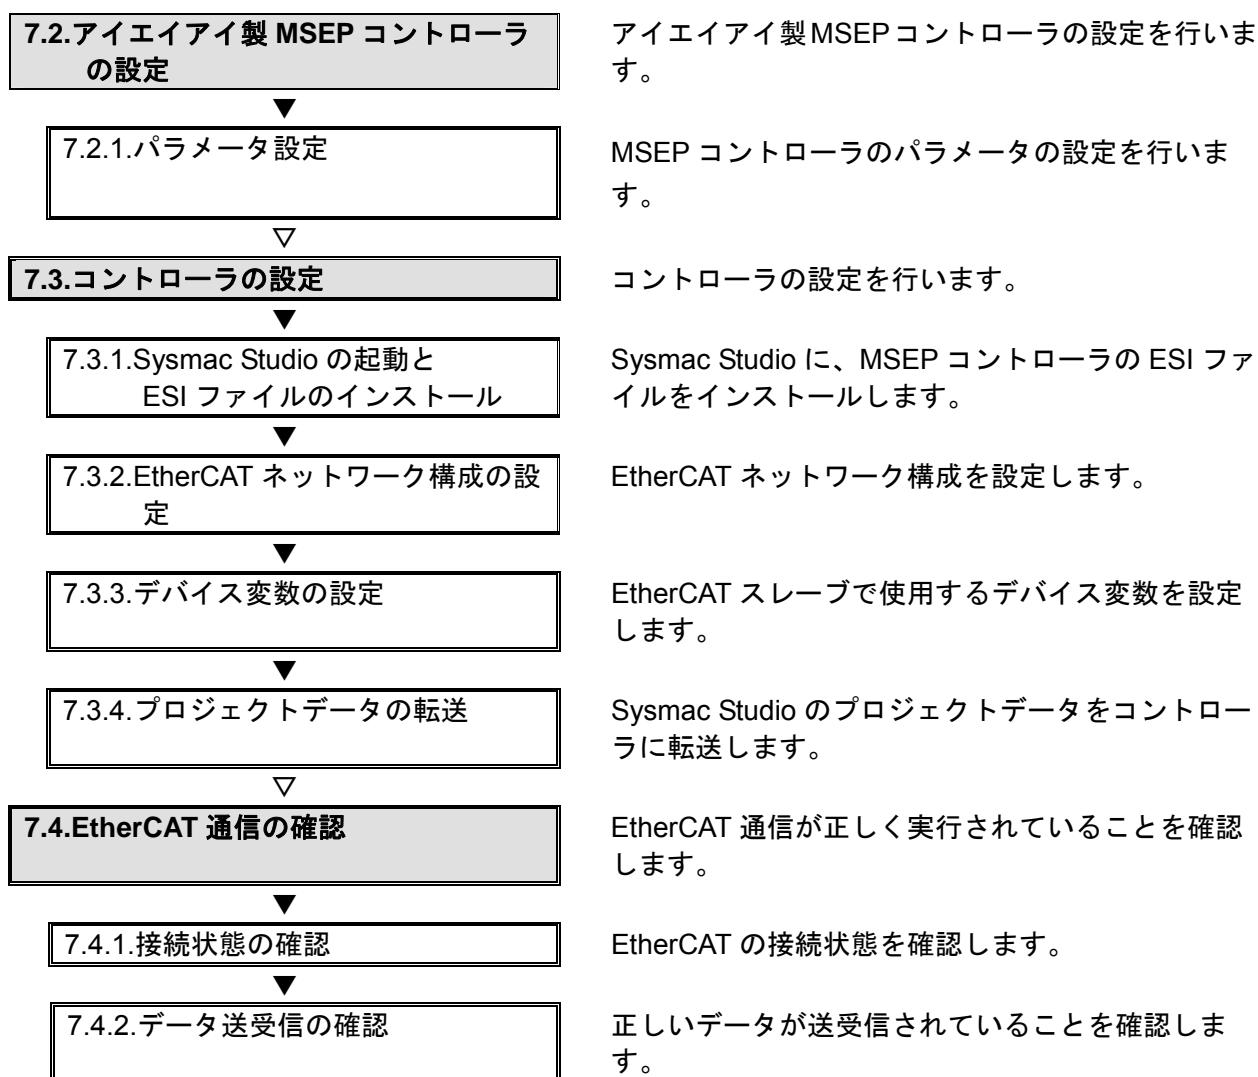 7.2.アイエイアイ製 MSEP コントローラ
の設定
アイエイアイ製MSEPコントローラの設定を行いま
す。
▼
7.2.1.パラメータ設定
MSEP コントローラのパラメータの設定を行いま
す。
▽
7.3.コントローラの設定
コントローラの設定を行います。
▼
7.3.1.Sysmac Studio の起動と
ESI ファイルのインストール
Sysmac Studio に、MSEP コントローラの ESI ファ
イルをインストールします。
▼
7.3.2.EtherCAT ネットワーク構成の設
定
EtherCAT ネットワーク構成を設定します。
▼
7.3.3.デバイス変数の設定
EtherCAT スレーブで使用するデバイス変数を設定
します。
▼
7.3.4.プロジェクトデータの転送
Sysmac Studio のプロジェクトデータをコントロー
ラに転送します。
▽
7.4.EtherCAT 通信の確認
EtherCAT 通信が正しく実行されていることを確認
します。
▼
7.4.1.接続状態の確認
EtherCAT の接続状態を確認します。
▼
7.4.2.データ送受信の確認
正しいデータが送受信されていることを確認しま
す。